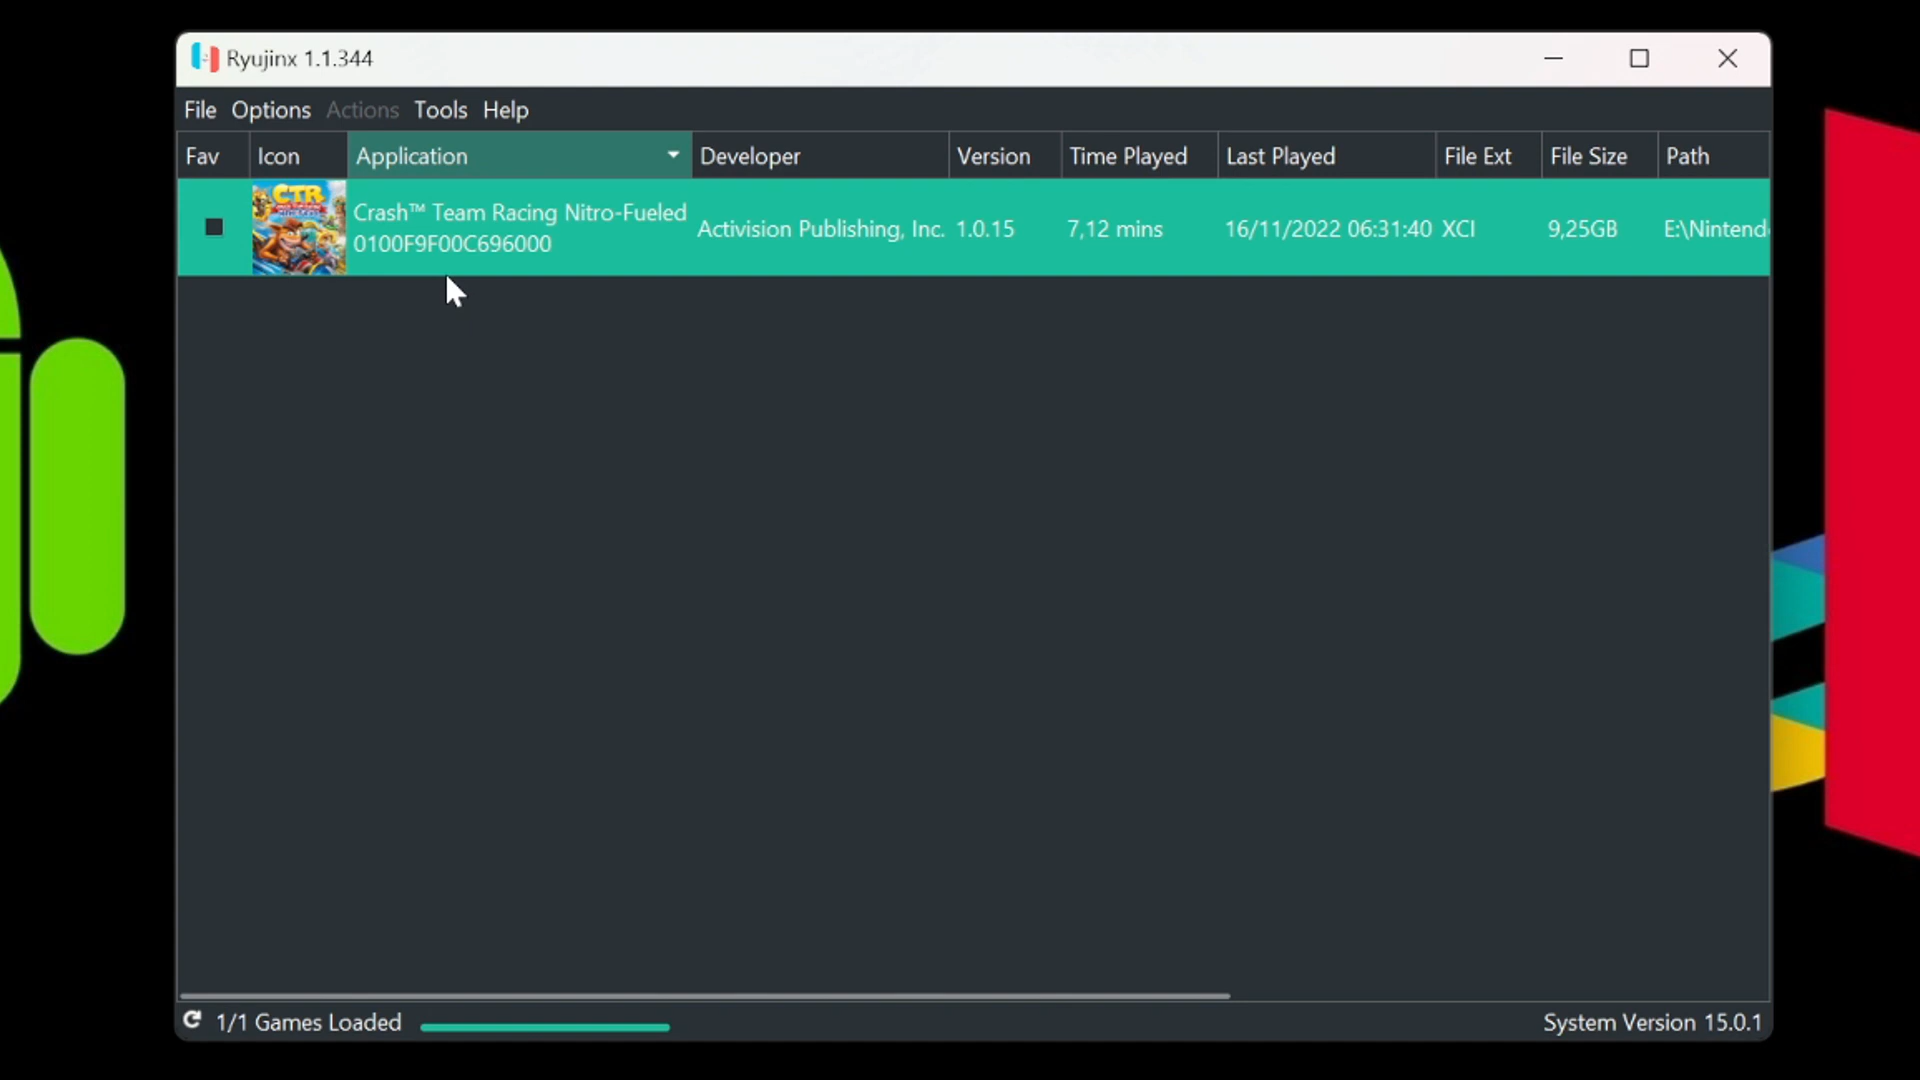 Ryujinx 1.1.344
File Options Actions Tools Help
Fav Icon Application Developer Version Time Played Last Played File Ext File Size Path
CTR
Crash™ Team Racing Nitro-Fueled
0100F9F00C696000
Activision Publishing, Inc. 1.0.15 7,12 mins 16/11/2022 06:31:40 XCI 9,25GB E:\Nintend
1/1 Games Loaded
System Version 15.0.1